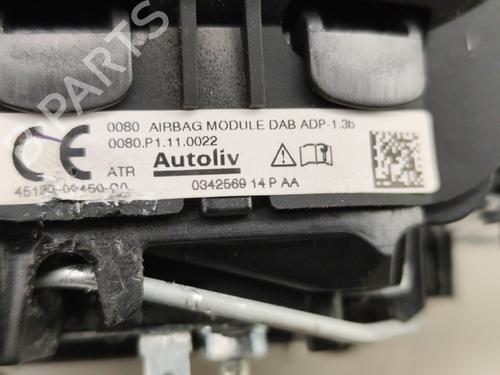 0080 AIRBAG MODULE DAB ADP-1.3b
0080.P1.11.0022
CE ATR Autoliv
0342569 14 P AA
B-PARTS